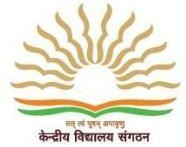 तत् त्वं पूषन् अपावृणु
केन्द्रीय विद्यालय संगठन